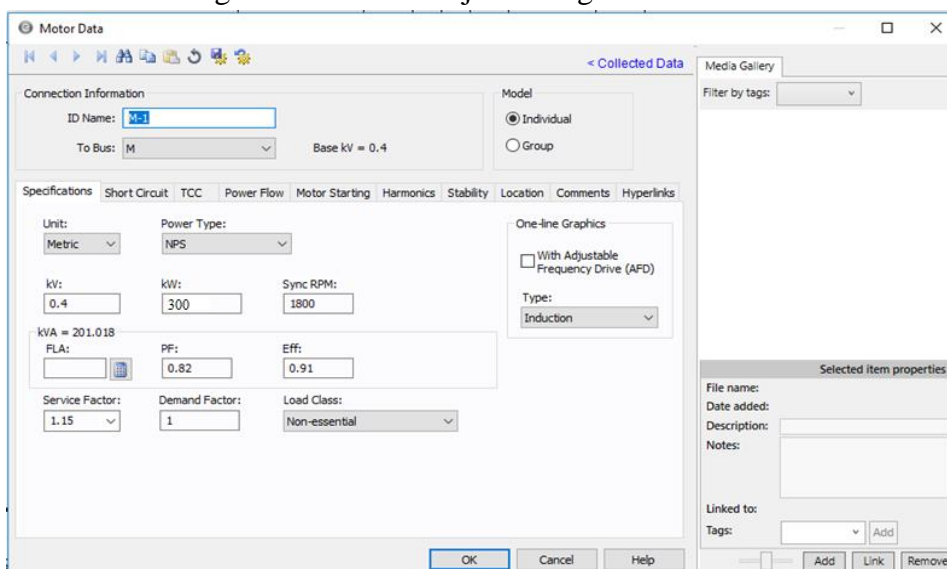 Motor Data
< Collected Data
Media Gallery
Filter by tags:
Connection Information
ID Name: M-1
To Bus: M
Base kV = 0.4
Model
Individual
Group
Specifications Short Circuit TCC Power Flow Motor Starting Harmonics Stability Location Comments Hyperlinks
Unit: Power Type:
Metric NPS
kV: kW: Sync RPM:
0.4 300 1800
One-line Graphics
With Adjustable
Frequency Drive (AFD)
Type:
Induction
kVA = 201.018
FLA: PF: Eff:
0.82 0.91
Service Factor: Demand Factor: Load Class:
1.15 1 Non-essential
Selected item properties
File name:
Date added:
Description:
Notes:
Linked to:
Tags: Add
OK Cancel Help
Add Link Remove